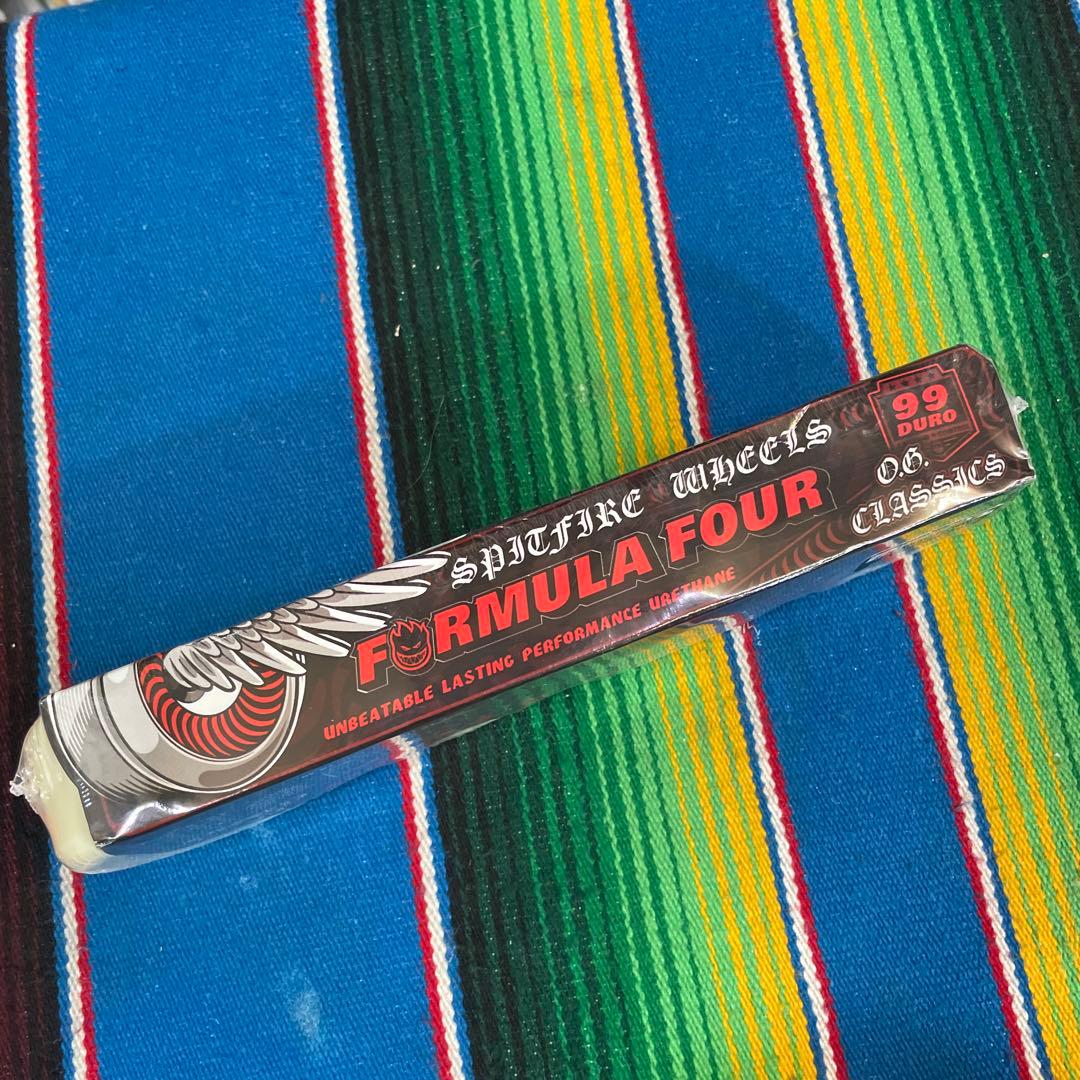 SPITFIRE WHEELS
FORMULA FOUR
UNBEATABLE LASTING PERFORMANCE URETHANE
99
DURO
O.G.
CLASSICS